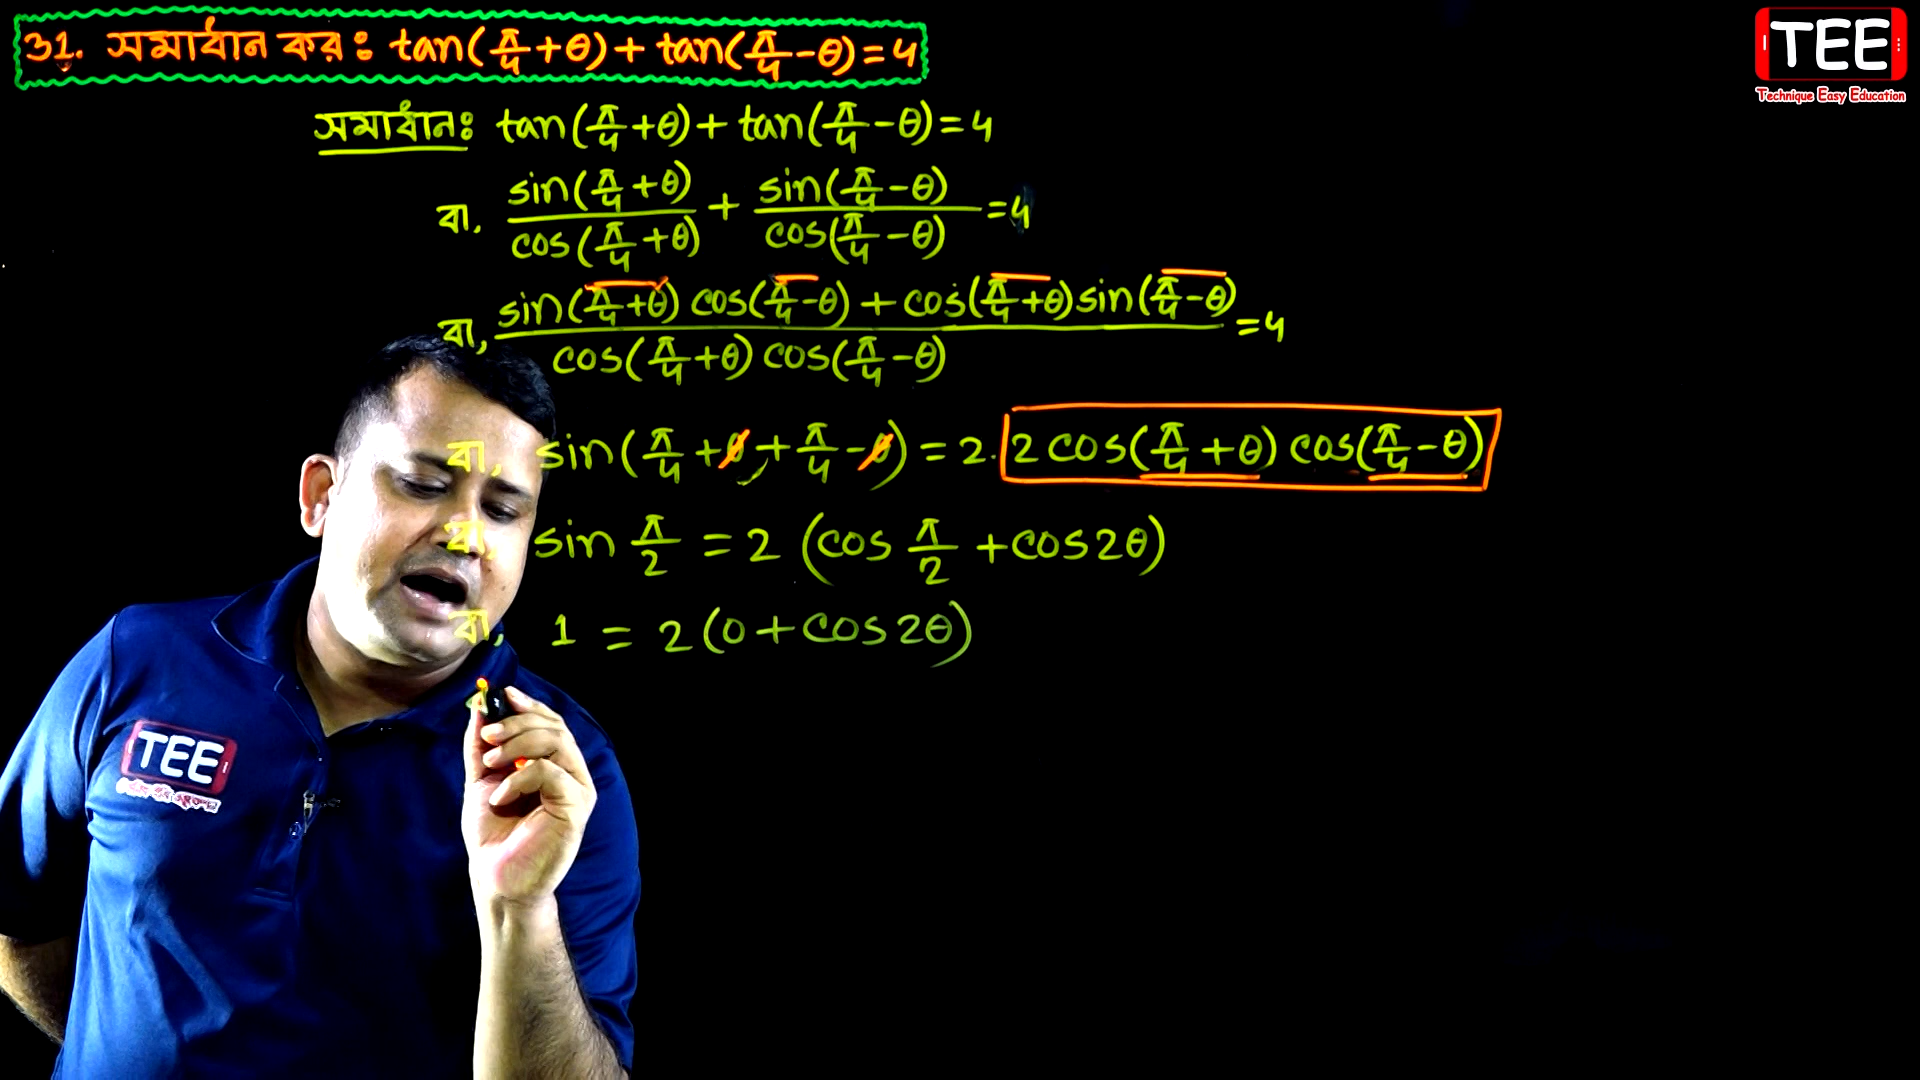 ৩1. সমাধান কর: tan(π/4+θ) + tan(π/4-θ)=4
TEE
Technique Easy Education
সমাধান: tan(π/4+θ) + tan(π/4-θ)=4
বা, sin(π/4+θ)/cos(π/4+θ) + sin(π/4-θ)/cos(π/4-θ) =4
বা, sin(π/4+θ) cos(π/4-θ) + cos(π/4+θ) sin(π/4-θ)/cos(π/4+θ) cos(π/4-θ) =4
বা, sin(π/4+θ+π/4-θ) = 2. 2 cos(π/4+θ) cos(π/4-θ)
বা, sin π/2 = 2 (cos π/2 + cos2θ)
বা, 1 = 2 (0 + cos2θ)
TEE